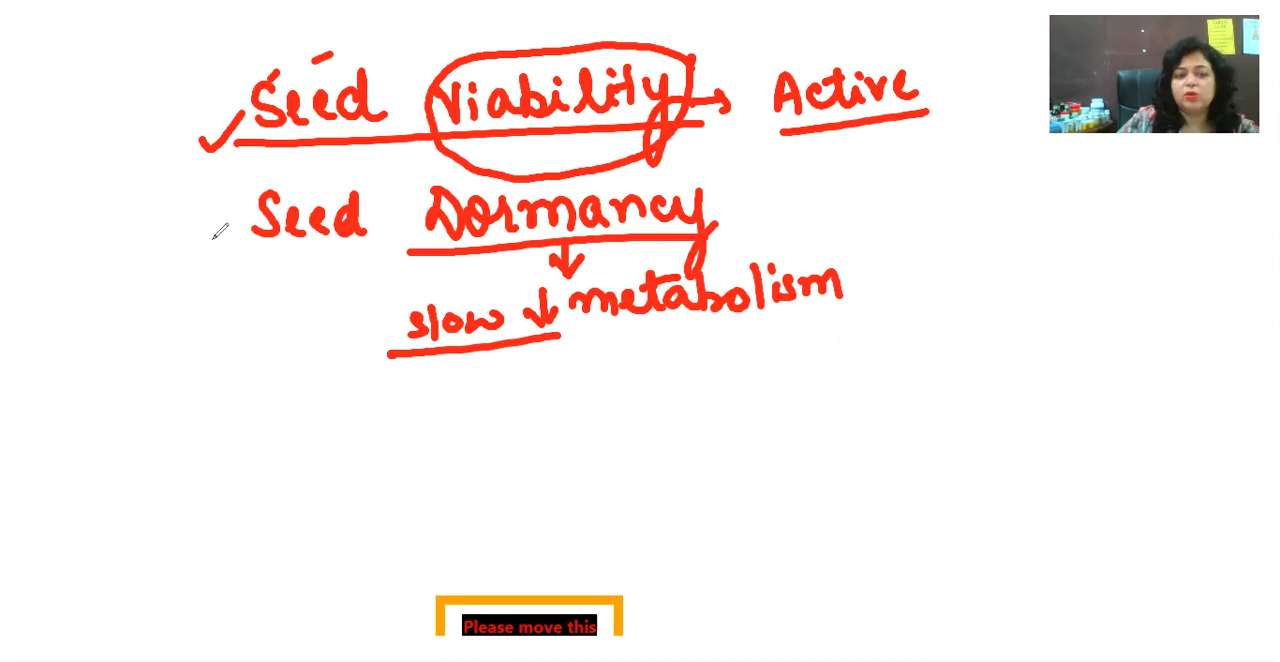 Seed Viability → Active
Seed Dormancy
↓
slow ↓ metabolism
Please move this